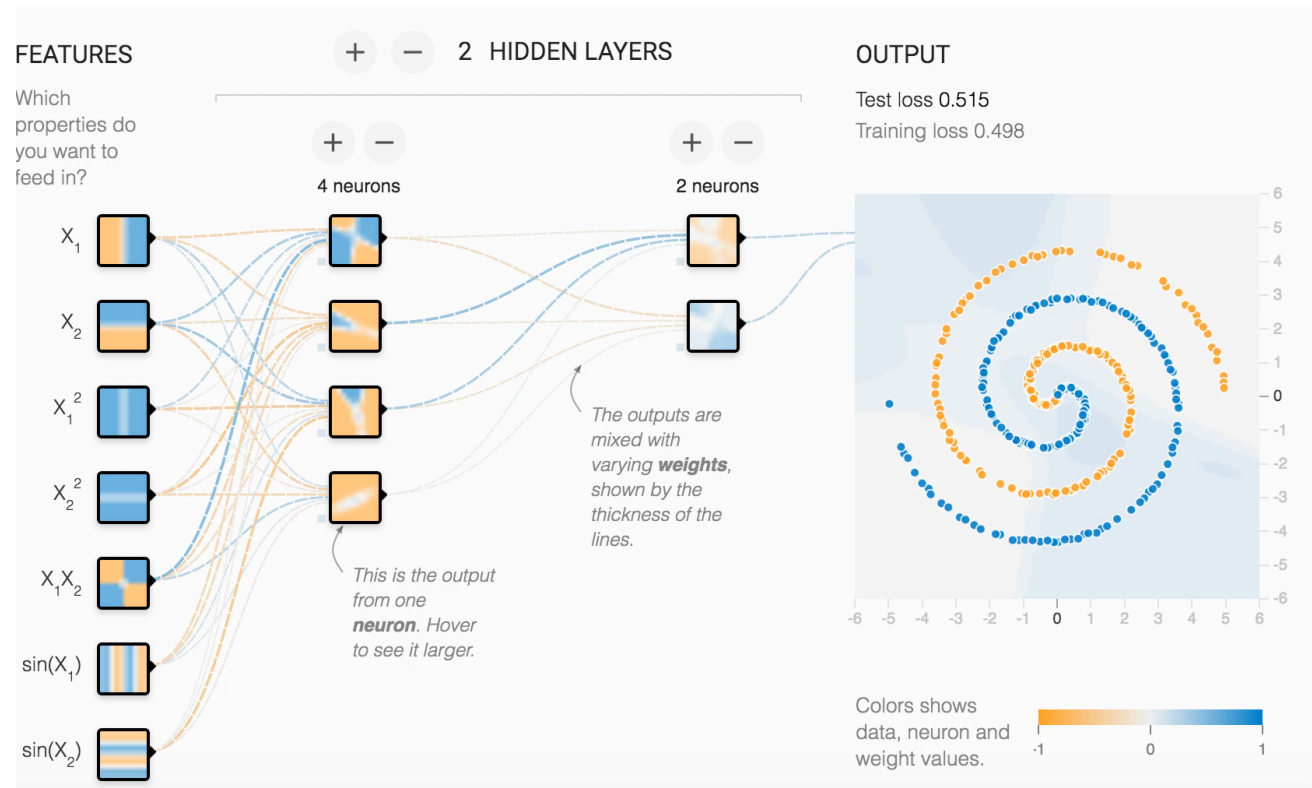 FEATURES
Which
properties do
you want to
feed in?
+ − 2 HIDDEN LAYERS
+ −
4 neurons
+ −
2 neurons
X₁
X₂
X₁²
X₂²
X₁X₂
sin(X₁)
sin(X₂)
This is the output
from one
neuron. Hover
to see it larger.
The outputs are
mixed with
varying weights,
shown by the
thickness of the
lines.
OUTPUT
Test loss 0.515
Training loss 0.498
6
5
4
3
2
1
0
-1
-2
-3
-4
-5
-6
-6 -5 -4 -3 -2 -1 0 1 2 3 4 5 6
Colors shows
data, neuron and
weight values.
-1 0 1